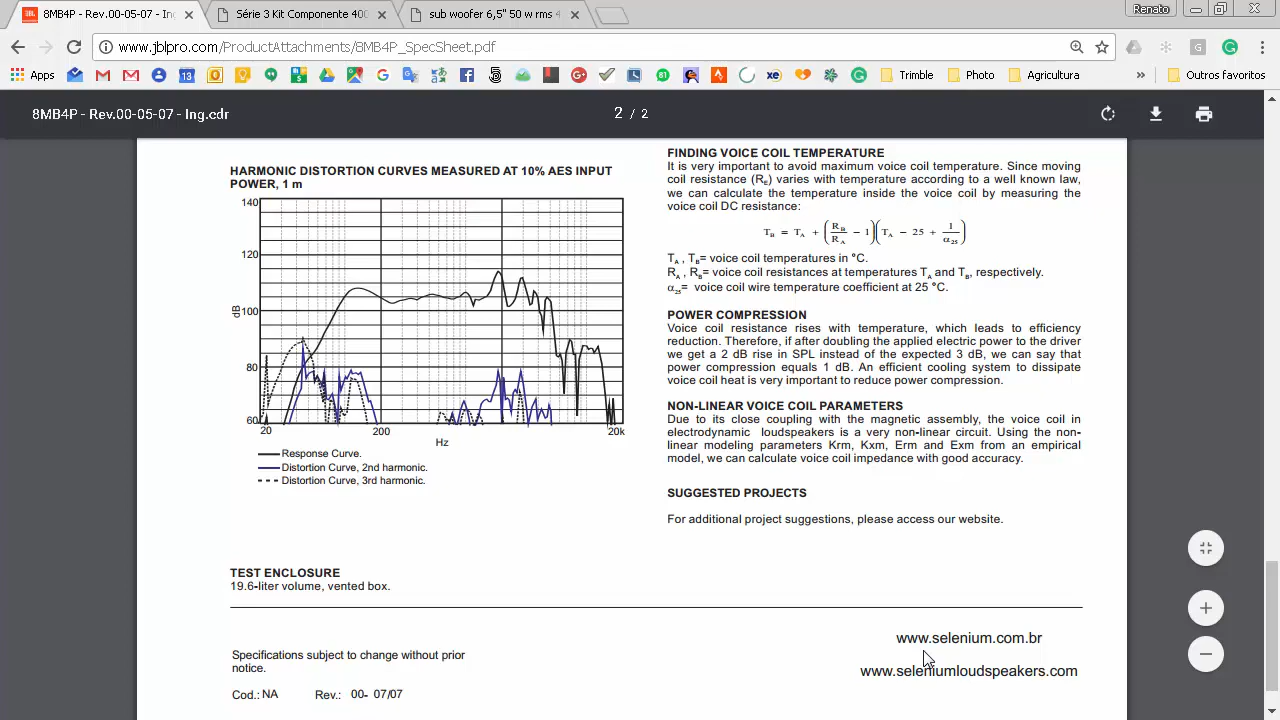 8MB4P - Rev.00-05-07 - Ing
Série 3 Kit Componente 400
sub woofer 6,5" 50 w rms 4
Renato
www.jblpro.com/ProductAttachments/8MB4P_SpecSheet.pdf
Apps
Trimble
Photo
Agricultura
»
Outros favoritos
8MB4P - Rev.00-05-07 - Ing.cdr
2 / 2
HARMONIC DISTORTION CURVES MEASURED AT 10% AES INPUT
POWER, 1 m
140
120
100
80
60
dB
20
200
20k
Hz
Response Curve.
Distortion Curve, 2nd harmonic.
Distortion Curve, 3rd harmonic.
TEST ENCLOSURE
19.6-liter volume, vented box.
FINDING VOICE COIL TEMPERATURE
It is very important to avoid maximum voice coil temperature. Since moving
coil resistance (RE) varies with temperature according to a well known law,
we can calculate the temperature inside the voice coil by measuring the
voice coil DC resistance:
TB = TA + (RB/RA − 1)(TA − 25 + 1/α25)
TA , TB= voice coil temperatures in °C.
RA , RB= voice coil resistances at temperatures TA and TB, respectively.
α25= voice coil wire temperature coefficient at 25 °C.
POWER COMPRESSION
Voice coil resistance rises with temperature, which leads to efficiency
reduction. Therefore, if after doubling the applied electric power to the driver
we get a 2 dB rise in SPL instead of the expected 3 dB, we can say that
power compression equals 1 dB. An efficient cooling system to dissipate
voice coil heat is very important to reduce power compression.
NON-LINEAR VOICE COIL PARAMETERS
Due to its close coupling with the magnetic assembly, the voice coil in
electrodynamic loudspeakers is a very non-linear circuit. Using the non-
linear modeling parameters Krm, Kxm, Erm and Exm from an empirical
model, we can calculate voice coil impedance with good accuracy.
SUGGESTED PROJECTS
For additional project suggestions, please access our website.
Specifications subject to change without prior
notice.
Cod.: NA Rev.: 00- 07/07
www.selenium.com.br
www.seleniumloudspeakers.com